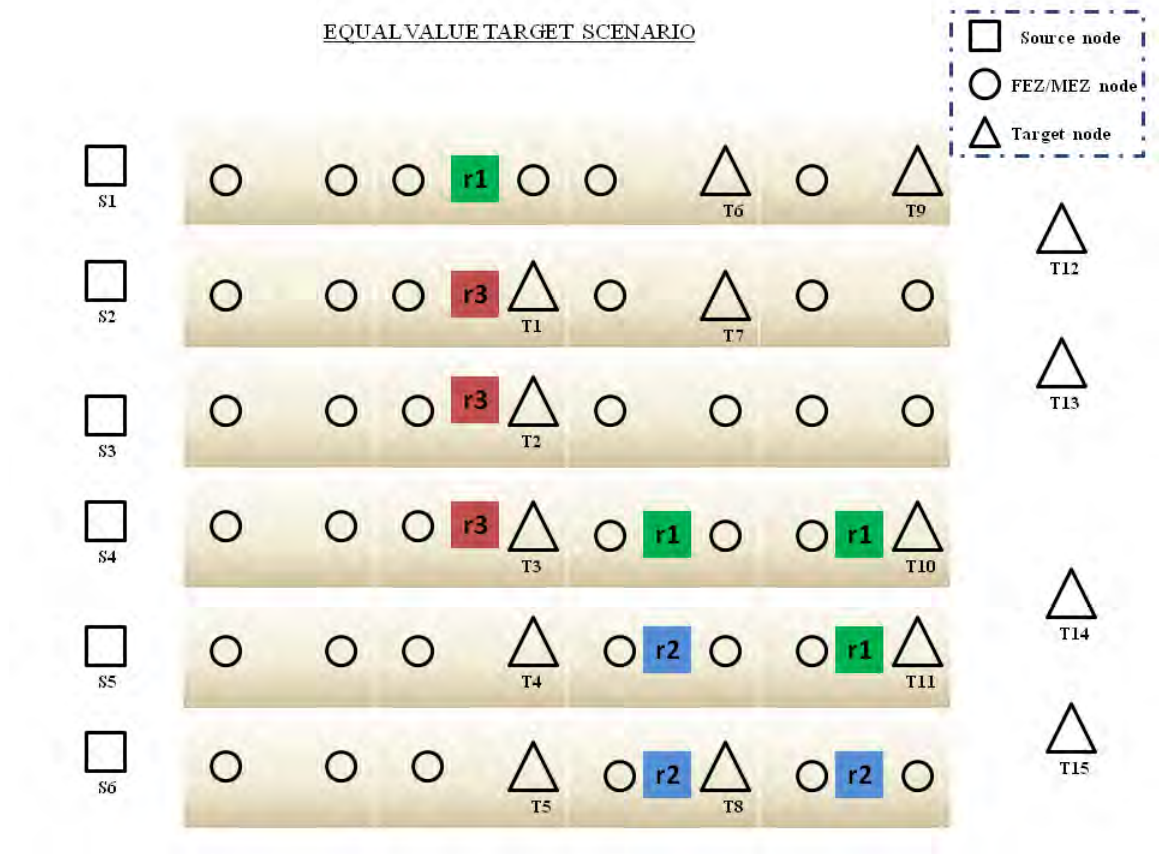 EQUAL VALUE TARGET SCENARIO
Source node
FEZ/MEZ node
Target node
S1
r1
T6
T9
T12
S2
r3
T1
T7
T13
S3
r3
T2
S4
r3
T3
r1
r1
T10
T14
S5
T4
r2
r1
T11
T15
S6
T5
r2
T8
r2